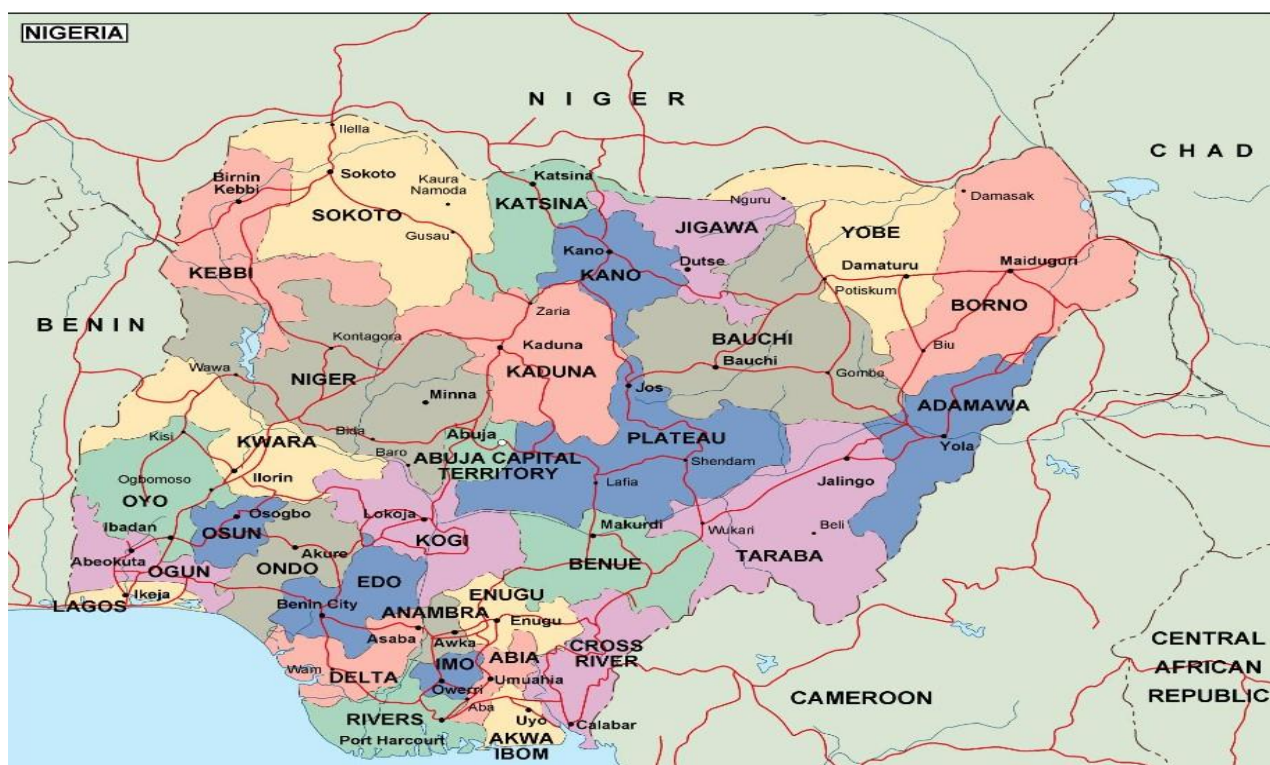 NIGERIA
NIGER
CHAD
BENIN
CAMEROON
CENTRAL
AFRICAN
REPUBLIC
Ilella
Sokoto
Birnin
Kebbi
Kaura
Namoda
SOKOTO
Gusau
KEBBI
Katsina
KATSINA
Kano
KANO
JIGAWA
Dutse
Nguru
YOBE
Damaturu
Potiskum
Damasak
Maiduguri
BORNO
Biu
Zaria
Kaduna
KADUNA
Kontagora
NIGER
Minna
Wawa
Bida
Baro
BAUCHI
Bauchi
Gombe
Jos
PLATEAU
Shendam
Lafia
ADAMAWA
Yola
Abuja
ABUJA CAPITAL
TERRITORY
Kisi
KWARA
Ilorin
Ogbomoso
OYO
Ibadan
Osogbo
OSUN
Abeokuta
OGUN
LAGOS
Ikeja
Akure
ONDO
Lokoja
KOGI
Makurdi
BENUE
Wukari
Jalingo
Beli
TARABA
EDO
Benin City
ENUGU
Enugu
ANAMBRA
Awka
Asaba
Warri
DELTA
IMO
Owerri
ABIA
Umuahia
Aba
CROSS
RIVER
Calabar
RIVERS
Port Harcourt
Uyo
AKWA
IBOM